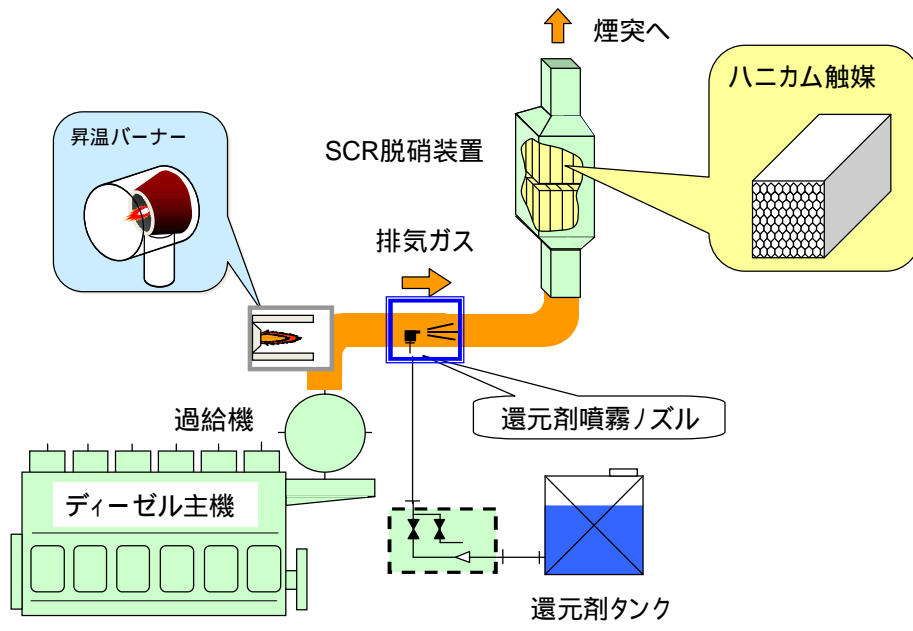 煙突へ
ハニカム触媒
昇温バーナー
SCR脱硝装置
排気ガス
過給機
還元剤噴霧ノズル
ディーゼル主機
還元剤タンク